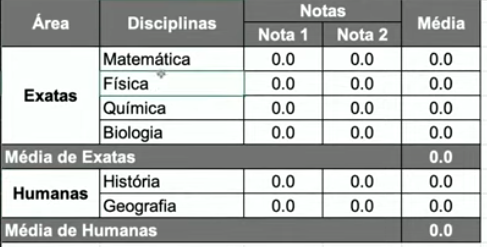 Área Disciplinas Notas Média
Nota 1 Nota 2
Exatas Matemática 0.0 0.0 0.0
Física 0.0 0.0 0.0
Química 0.0 0.0 0.0
Biologia 0.0 0.0 0.0
Média de Exatas 0.0
Humanas História 0.0 0.0 0.0
Geografia 0.0 0.0 0.0
Média de Humanas 0.0